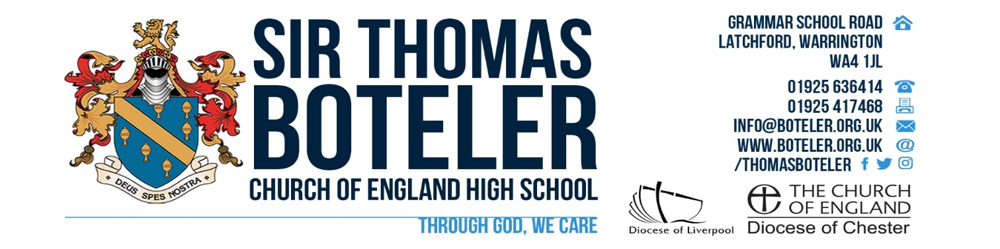 SIR THOMAS
BOTELER
CHURCH OF ENGLAND HIGH SCHOOL
THROUGH GOD, WE CARE
DEUS SPES NOSTRA
GRAMMAR SCHOOL ROAD
LATCHFORD, WARRINGTON
WA4 1JL
01925 636414
01925 417468
INFO@BOTELER.ORG.UK
WWW.BOTELER.ORG.UK
/THOMASBOTELER
Diocese of Liverpool
THE CHURCH
OF ENGLAND
Diocese of Chester